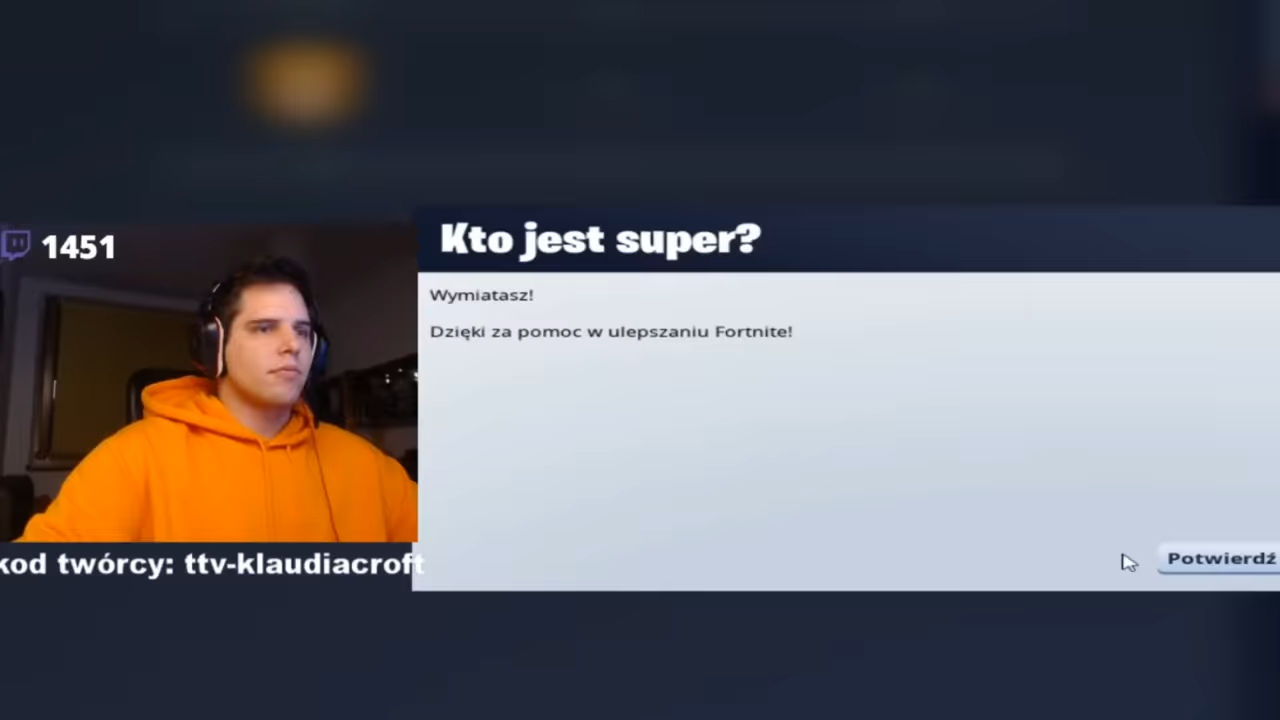 1451
Kto jest super?
Wymiatasz!
Dzięki za pomoc w ulepszaniu Fortnite!
Potwierdź
kod twórcy: ttv-klaudiacroft